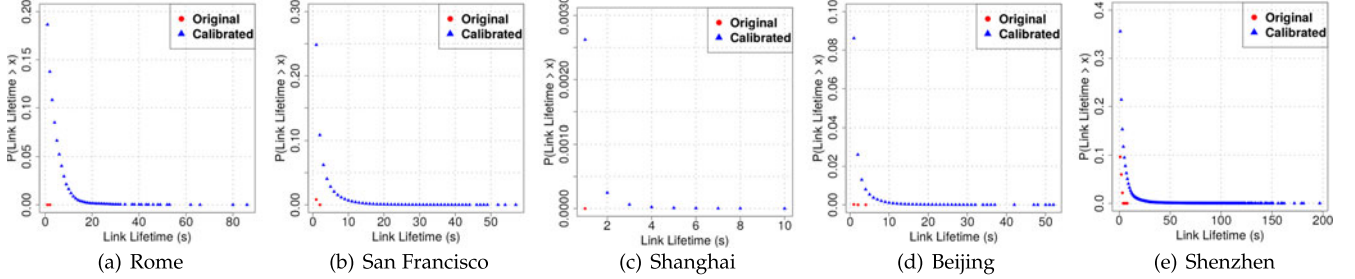 0.20
0.15
0.10
0.05
0.00
P(Link Lifetime > x)
0 20 40 60 80
Link Lifetime (s)
Original
Calibrated
(a) Rome
0.30
0.20
0.10
0.00
P(Link Lifetime > x)
0 10 20 30 40 50
Link Lifetime (s)
Original
Calibrated
(b) San Francisco
0.0030
0.0020
0.0010
0.0000
P(Link Lifetime > x)
2 4 6 8 10
Link Lifetime (s)
Original
Calibrated
(c) Shanghai
0.10
0.08
0.06
0.04
0.02
0.00
P(Link Lifetime > x)
0 10 20 30 40 50
Link Lifetime (s)
Original
Calibrated
(d) Beijing
0.4
0.3
0.2
0.1
0.0
P(Link Lifetime > x)
0 50 100 150 200
Link Lifetime (s)
Original
Calibrated
(e) Shenzhen